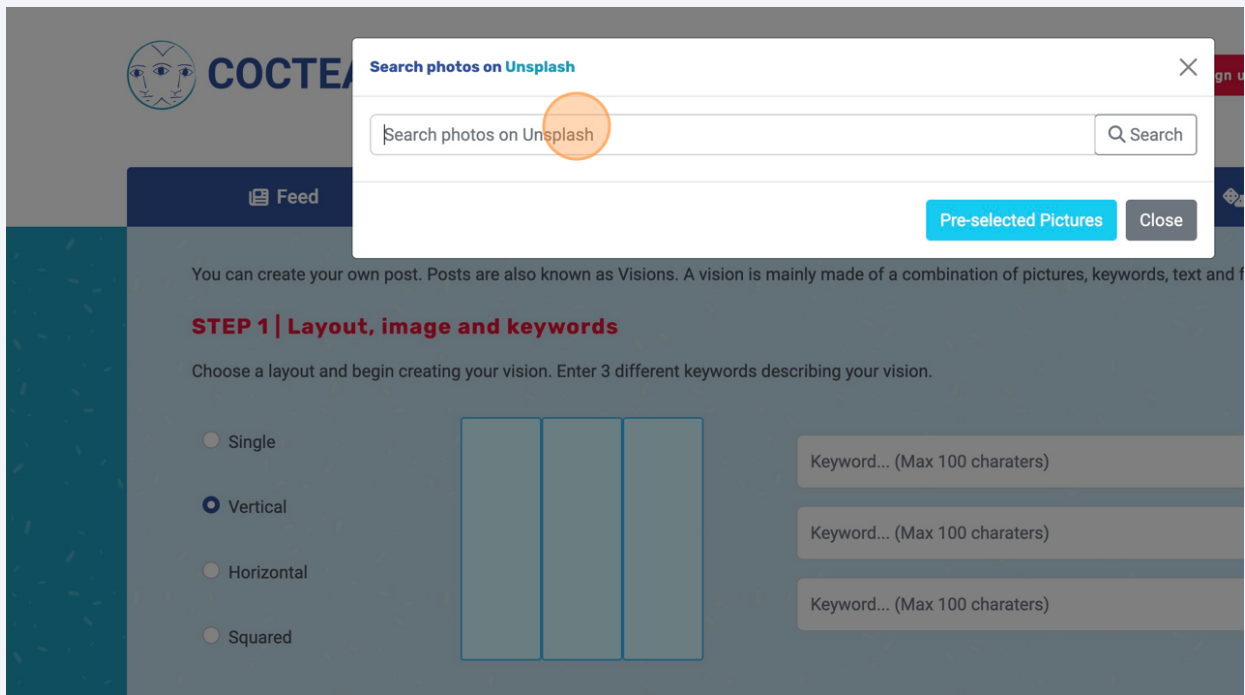 COCTEA
Search photos on Unsplash
gn u
Search photos on Unsplash
Search
Feed
Pre-selected Pictures
Close
You can create your own post. Posts are also known as Visions. A vision is mainly made of a combination of pictures, keywords, text and f
STEP 1 | Layout, image and keywords
Choose a layout and begin creating your vision. Enter 3 different keywords describing your vision.
Single
Keyword... (Max 100 charaters)
Vertical
Keyword... (Max 100 charaters)
Horizontal
Keyword... (Max 100 charaters)
Squared